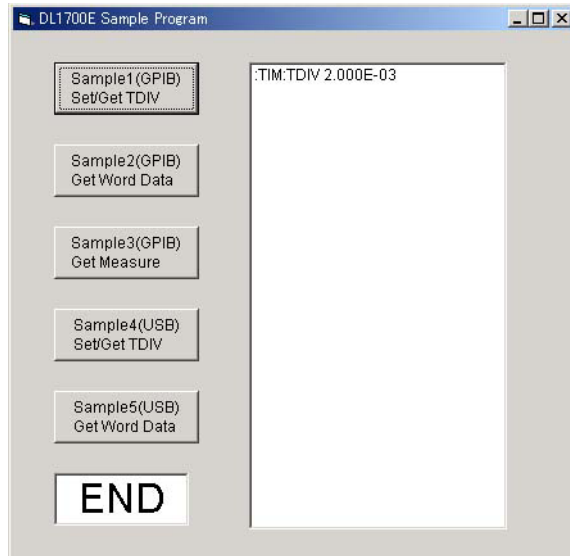 DL1700E Sample Program
Sample1(GPIB)
Set/Get TDIV
Sample2(GPIB)
Get Word Data
Sample3(GPIB)
Get Measure
Sample4(USB)
Set/Get TDIV
Sample5(USB)
Get Word Data
END
:TIM:TDIV 2.000E-03